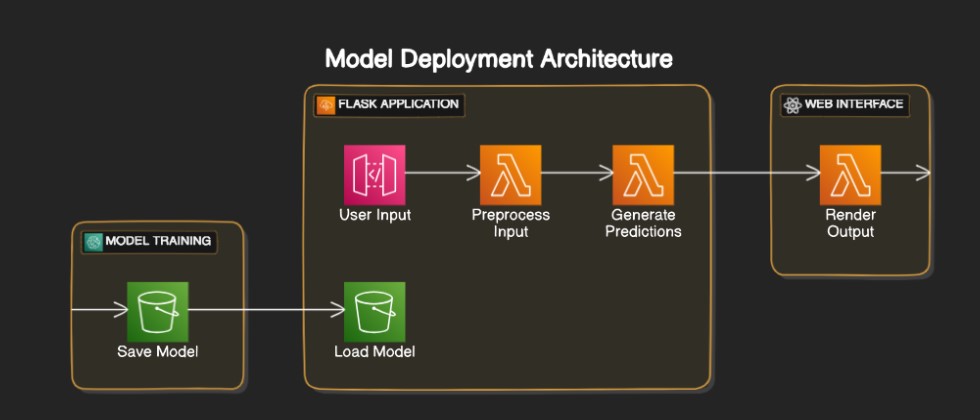 Model Deployment Architecture
FLASK APPLICATION
WEB INTERFACE
User Input
Preprocess
Input
Generate
Predictions
Render
Output
MODEL TRAINING
Save Model
Load Model